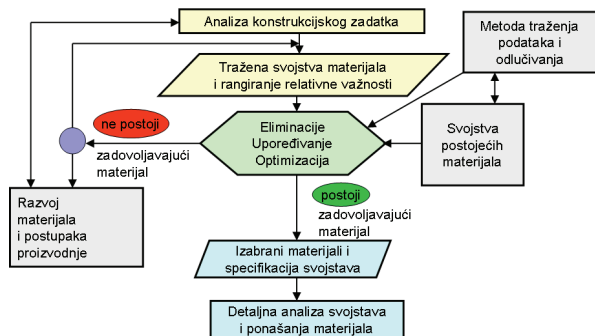 Analiza konstrukcijskog zadatka
Metoda traženja
podataka i
odlučivanja
Tražena svojstva materijala
i rangiranje relativne važnosti
ne postoji
zadovoljavajući
materijal
Eliminacije
Upoređivanje
Optimizacija
Svojstva
postojećih
materijala
postoji
zadovoljavajući
materijal
Razvoj
materijala
i postupaka
proizvodnje
Izabrani materijali i
specifikacija svojstava
Detaljna analiza svojstava
i ponašanja materijala